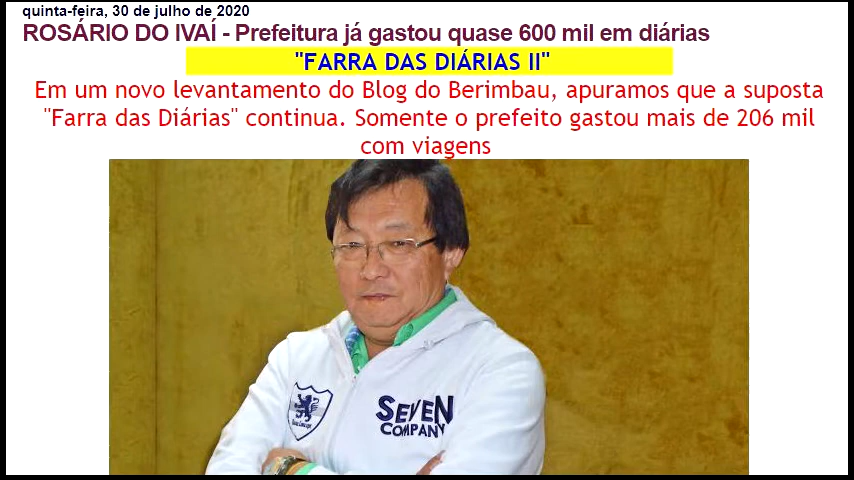 quinta-feira, 30 de julho de 2020
ROSÁRIO DO IVAÍ - Prefeitura já gastou quase 600 mil em diárias
"FARRA DAS DIÁRIAS II"
Em um novo levantamento do Blog do Berimbau, apuramos que a suposta
"Farra das Diárias" continua. Somente o prefeito gastou mais de 206 mil
com viagens
SEVEN
COMPANY